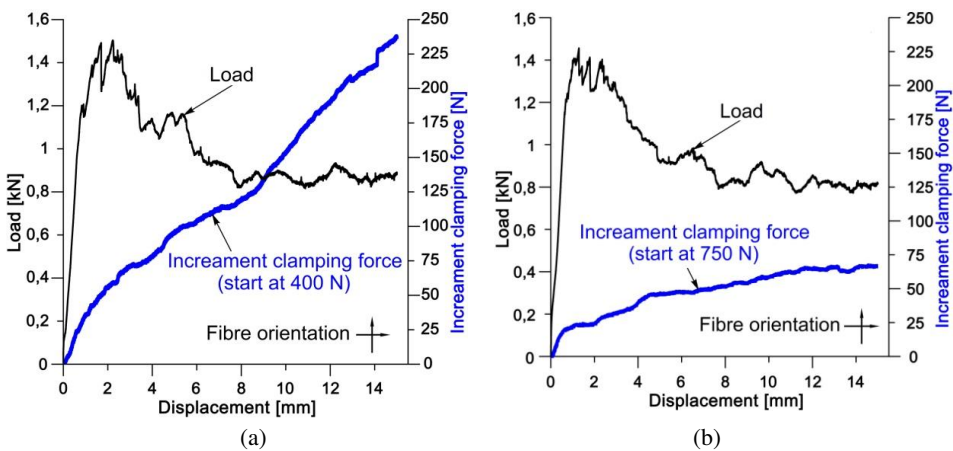 1,6
1,4
1,2
1
0,8
0,6
0,4
0,2
0
Load [kN]
0 2 4 6 8 10 12 14
Displacement [mm]
250
225
200
175
150
125
100
75
50
25
0
Increament clamping force [N]
Load
Increament clamping force
(start at 400 N)
Fibre orientation
(a)
1,6
1,4
1,2
1
0,8
0,6
0,4
0,2
0
Load [kN]
0 2 4 6 8 10 12 14
Displacement [mm]
250
225
200
175
150
125
100
75
50
25
0
Increament clamping force [N]
Load
Increament clamping force
(start at 750 N)
Fibre orientation
(b)